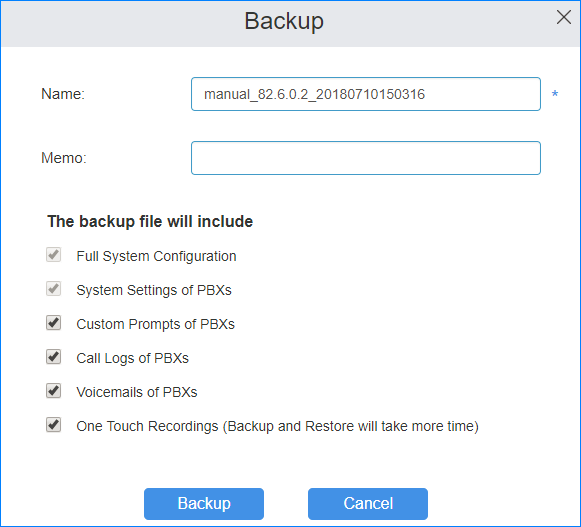 Backup
Name:
manual_82.6.0.2_20180710150316
*
Memo:
The backup file will include
Full System Configuration
System Settings of PBXs
Custom Prompts of PBXs
Call Logs of PBXs
Voicemails of PBXs
One Touch Recordings (Backup and Restore will take more time)
Backup
Cancel